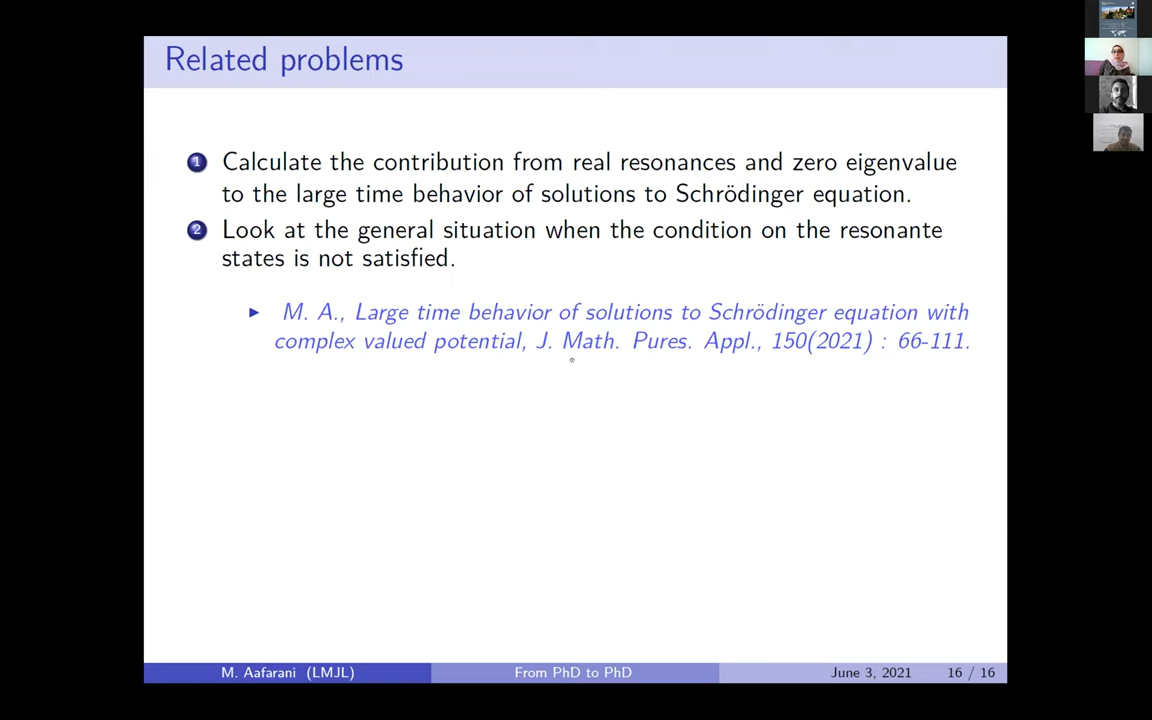 Related problems
1 Calculate the contribution from real resonances and zero eigenvalue
to the large time behavior of solutions to Schrödinger equation.
2 Look at the general situation when the condition on the resonante
states is not satisfied.
M. A., Large time behavior of solutions to Schrödinger equation with
complex valued potential, J. Math. Pures. Appl., 150(2021) : 66-111.
M. Aafarani (LMJL) From PhD to PhD June 3, 2021 16 / 16